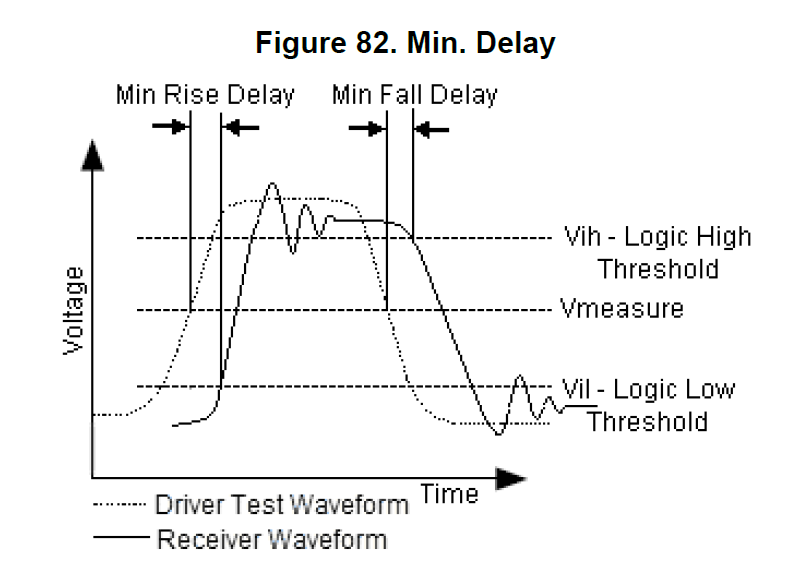 Figure 82. Min. Delay
Min Rise Delay
Min Fall Delay
Voltage
Vih - Logic High
Threshold
Vmeasure
Vil - Logic Low
Threshold
Time
Driver Test Waveform
Receiver Waveform